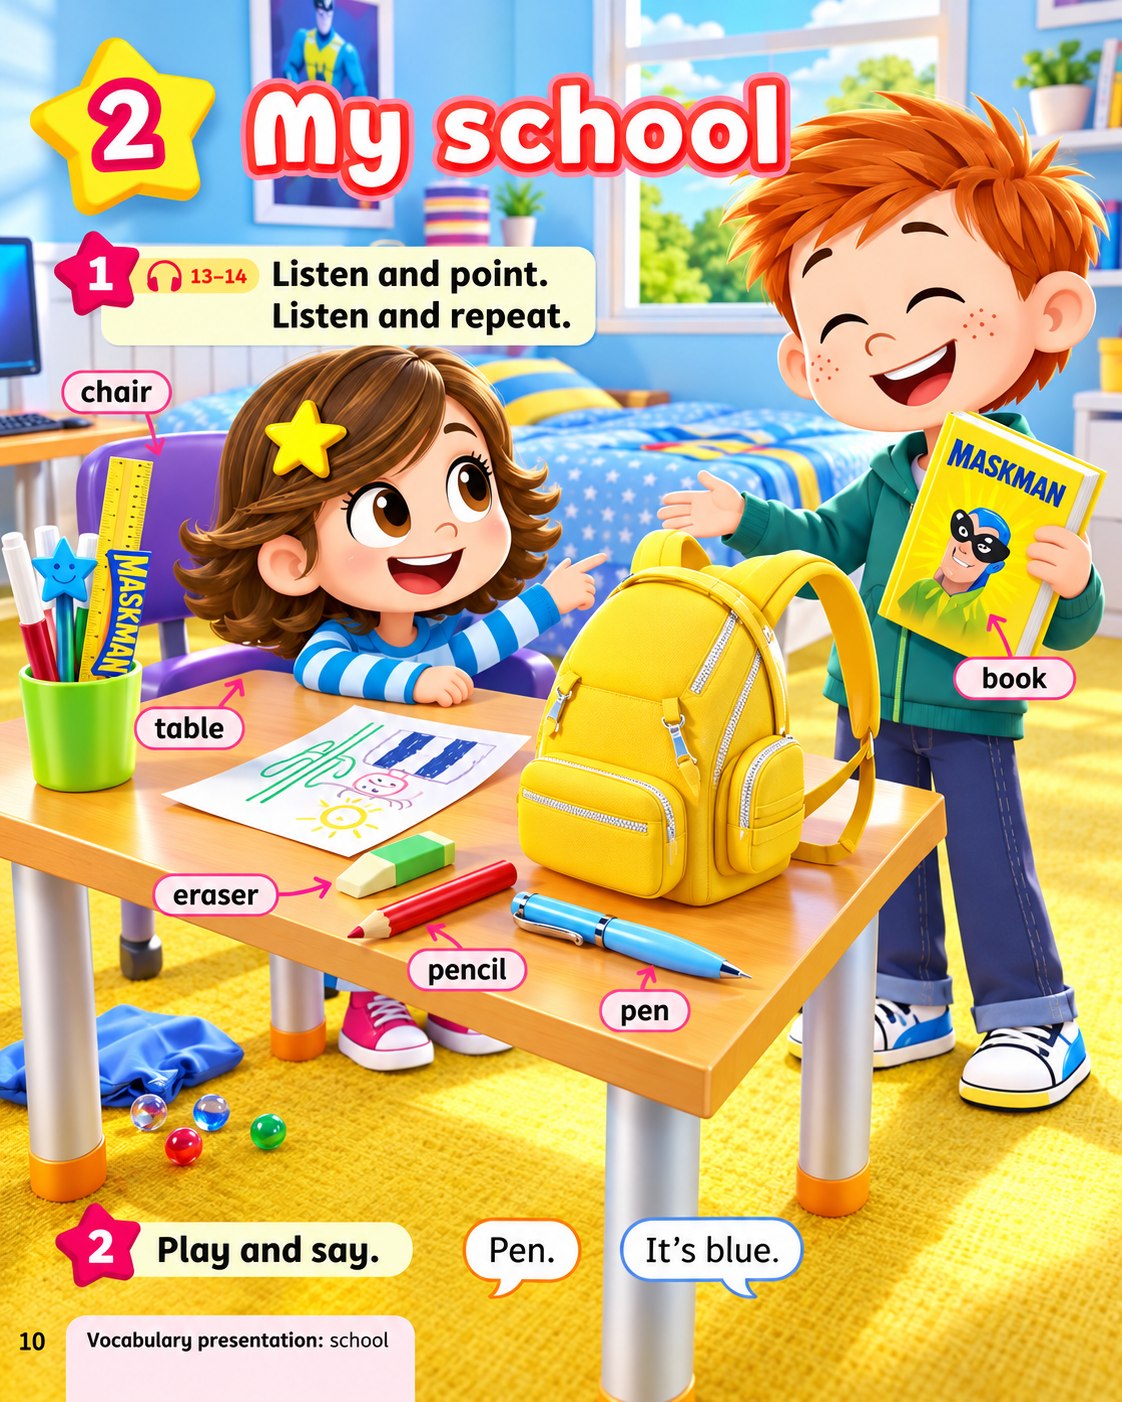 2 My school
1 13–14 Listen and point.
Listen and repeat.
chair
MASKMAN
MASKMAN
book
table
eraser
pencil
pen
2 Play and say.
Pen.
It's blue.
10 Vocabulary presentation: school